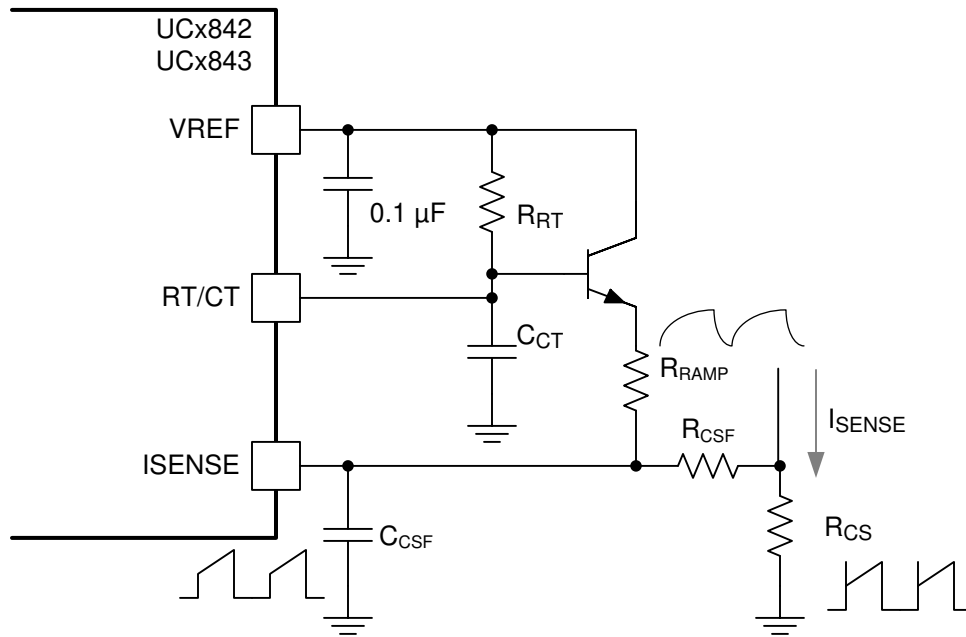 UCx842
UCx843
VREF
0.1 µF
RRT
RT/CT
CCT
RRAMP
ISENSE
RCSF
ISENSE
CCSF
RCS